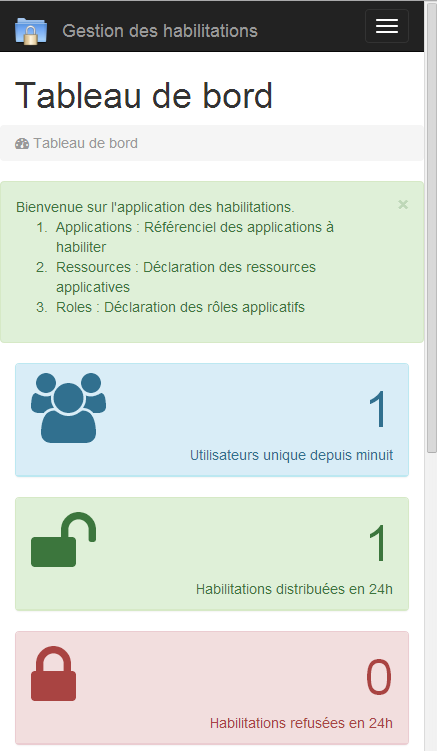 Gestion des habilitations
Tableau de bord
Tableau de bord
Bienvenue sur l'application des habilitations.
1. Applications : Référenciel des applications à
habiliter
2. Ressources : Déclaration des ressources
applicatives
3. Roles : Déclaration des rôles applicatifs
1
Utilisateurs unique depuis minuit
1
Habilitations distribuées en 24h
0
Habilitations refusées en 24h